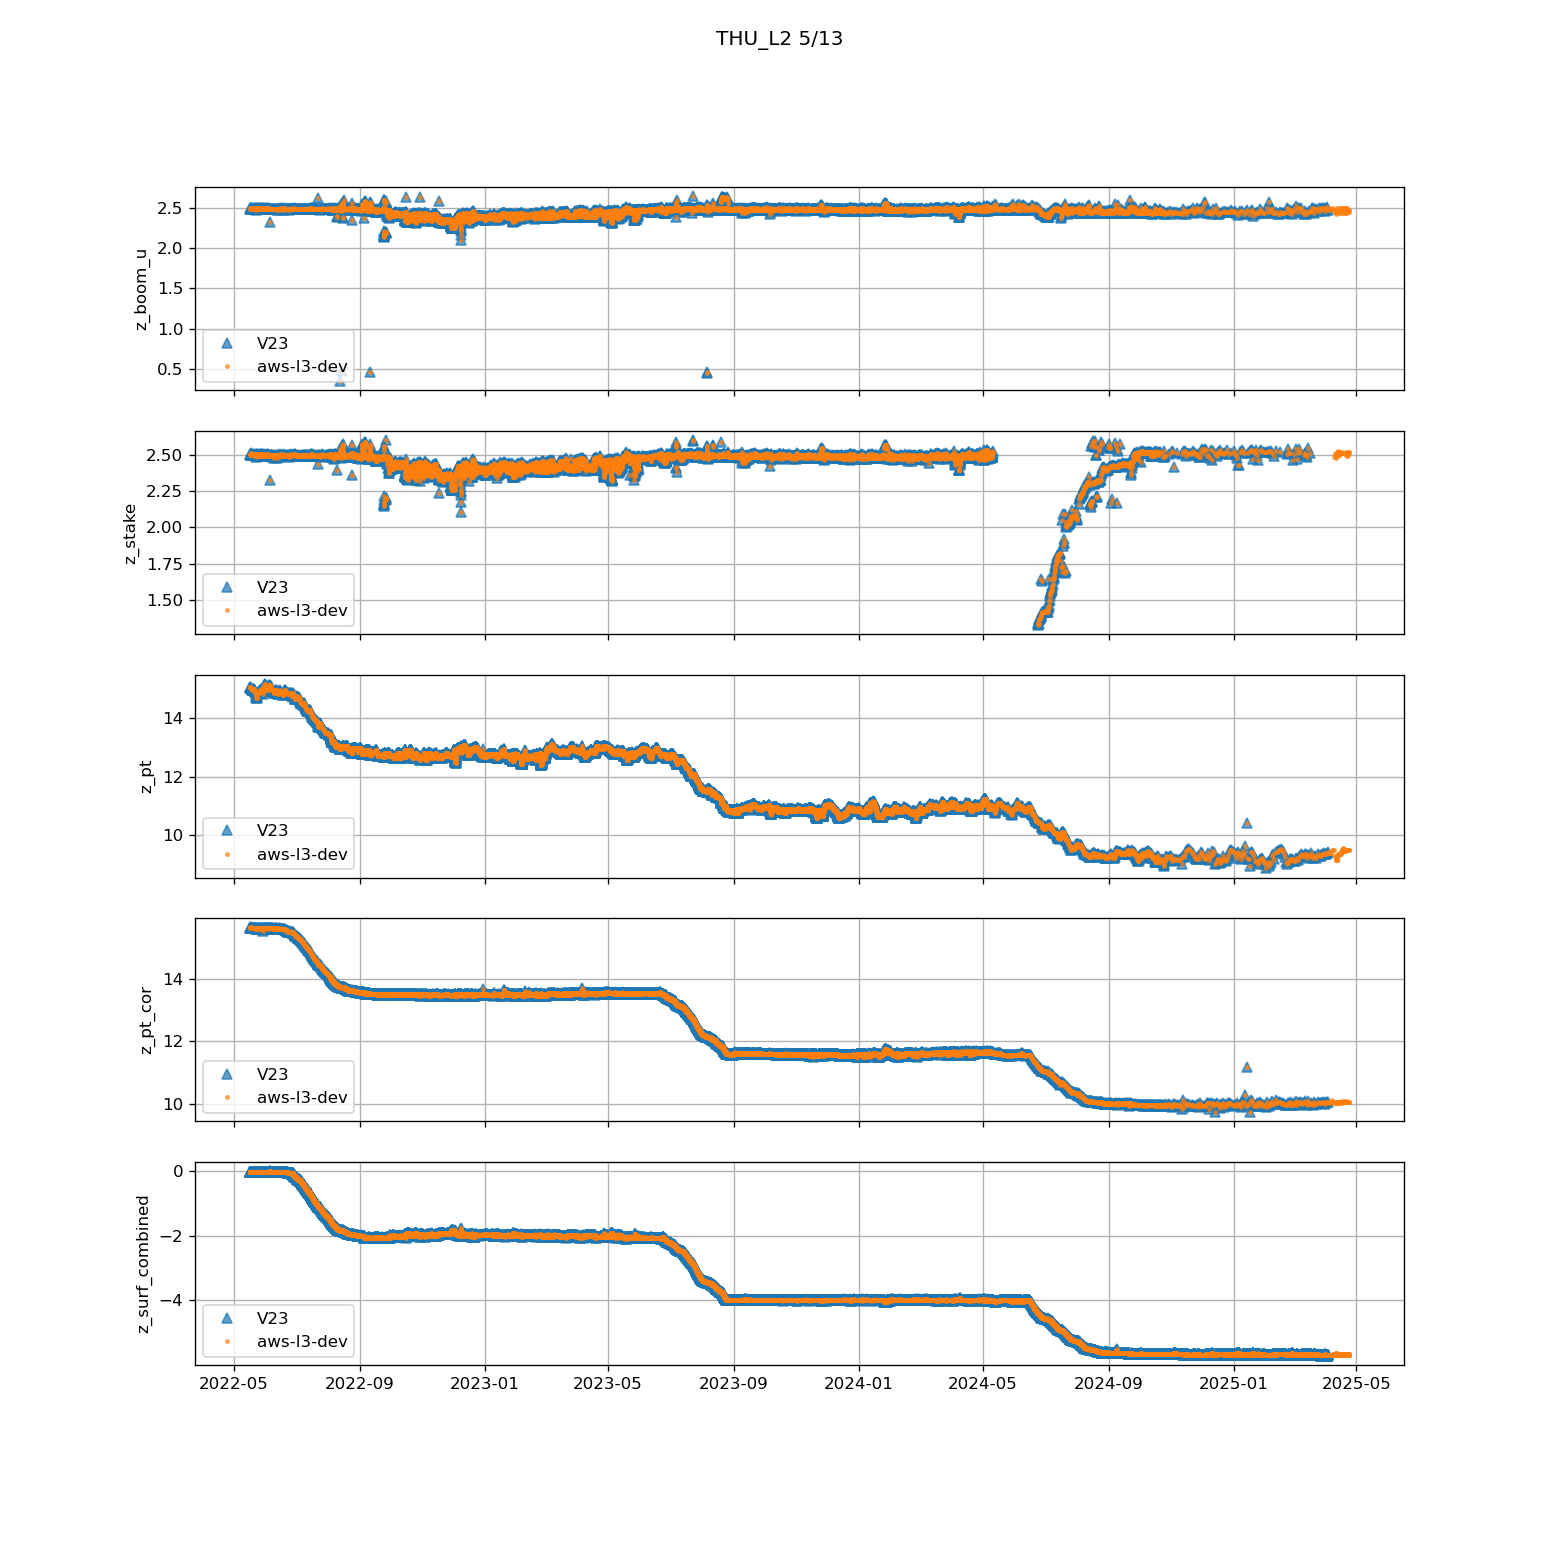 THU_L2 5/13
2.5
2.0
1.5
1.0
0.5
z_boom_u
V23
aws-l3-dev
2.50
2.25
2.00
1.75
1.50
z_stake
V23
aws-l3-dev
14
12
10
z_pt
V23
aws-l3-dev
14
12
10
z_pt_cor
V23
aws-l3-dev
0
−2
−4
z_surf_combined
V23
aws-l3-dev
2022-05 2022-09 2023-01 2023-05 2023-09 2024-01 2024-05 2024-09 2025-01 2025-05